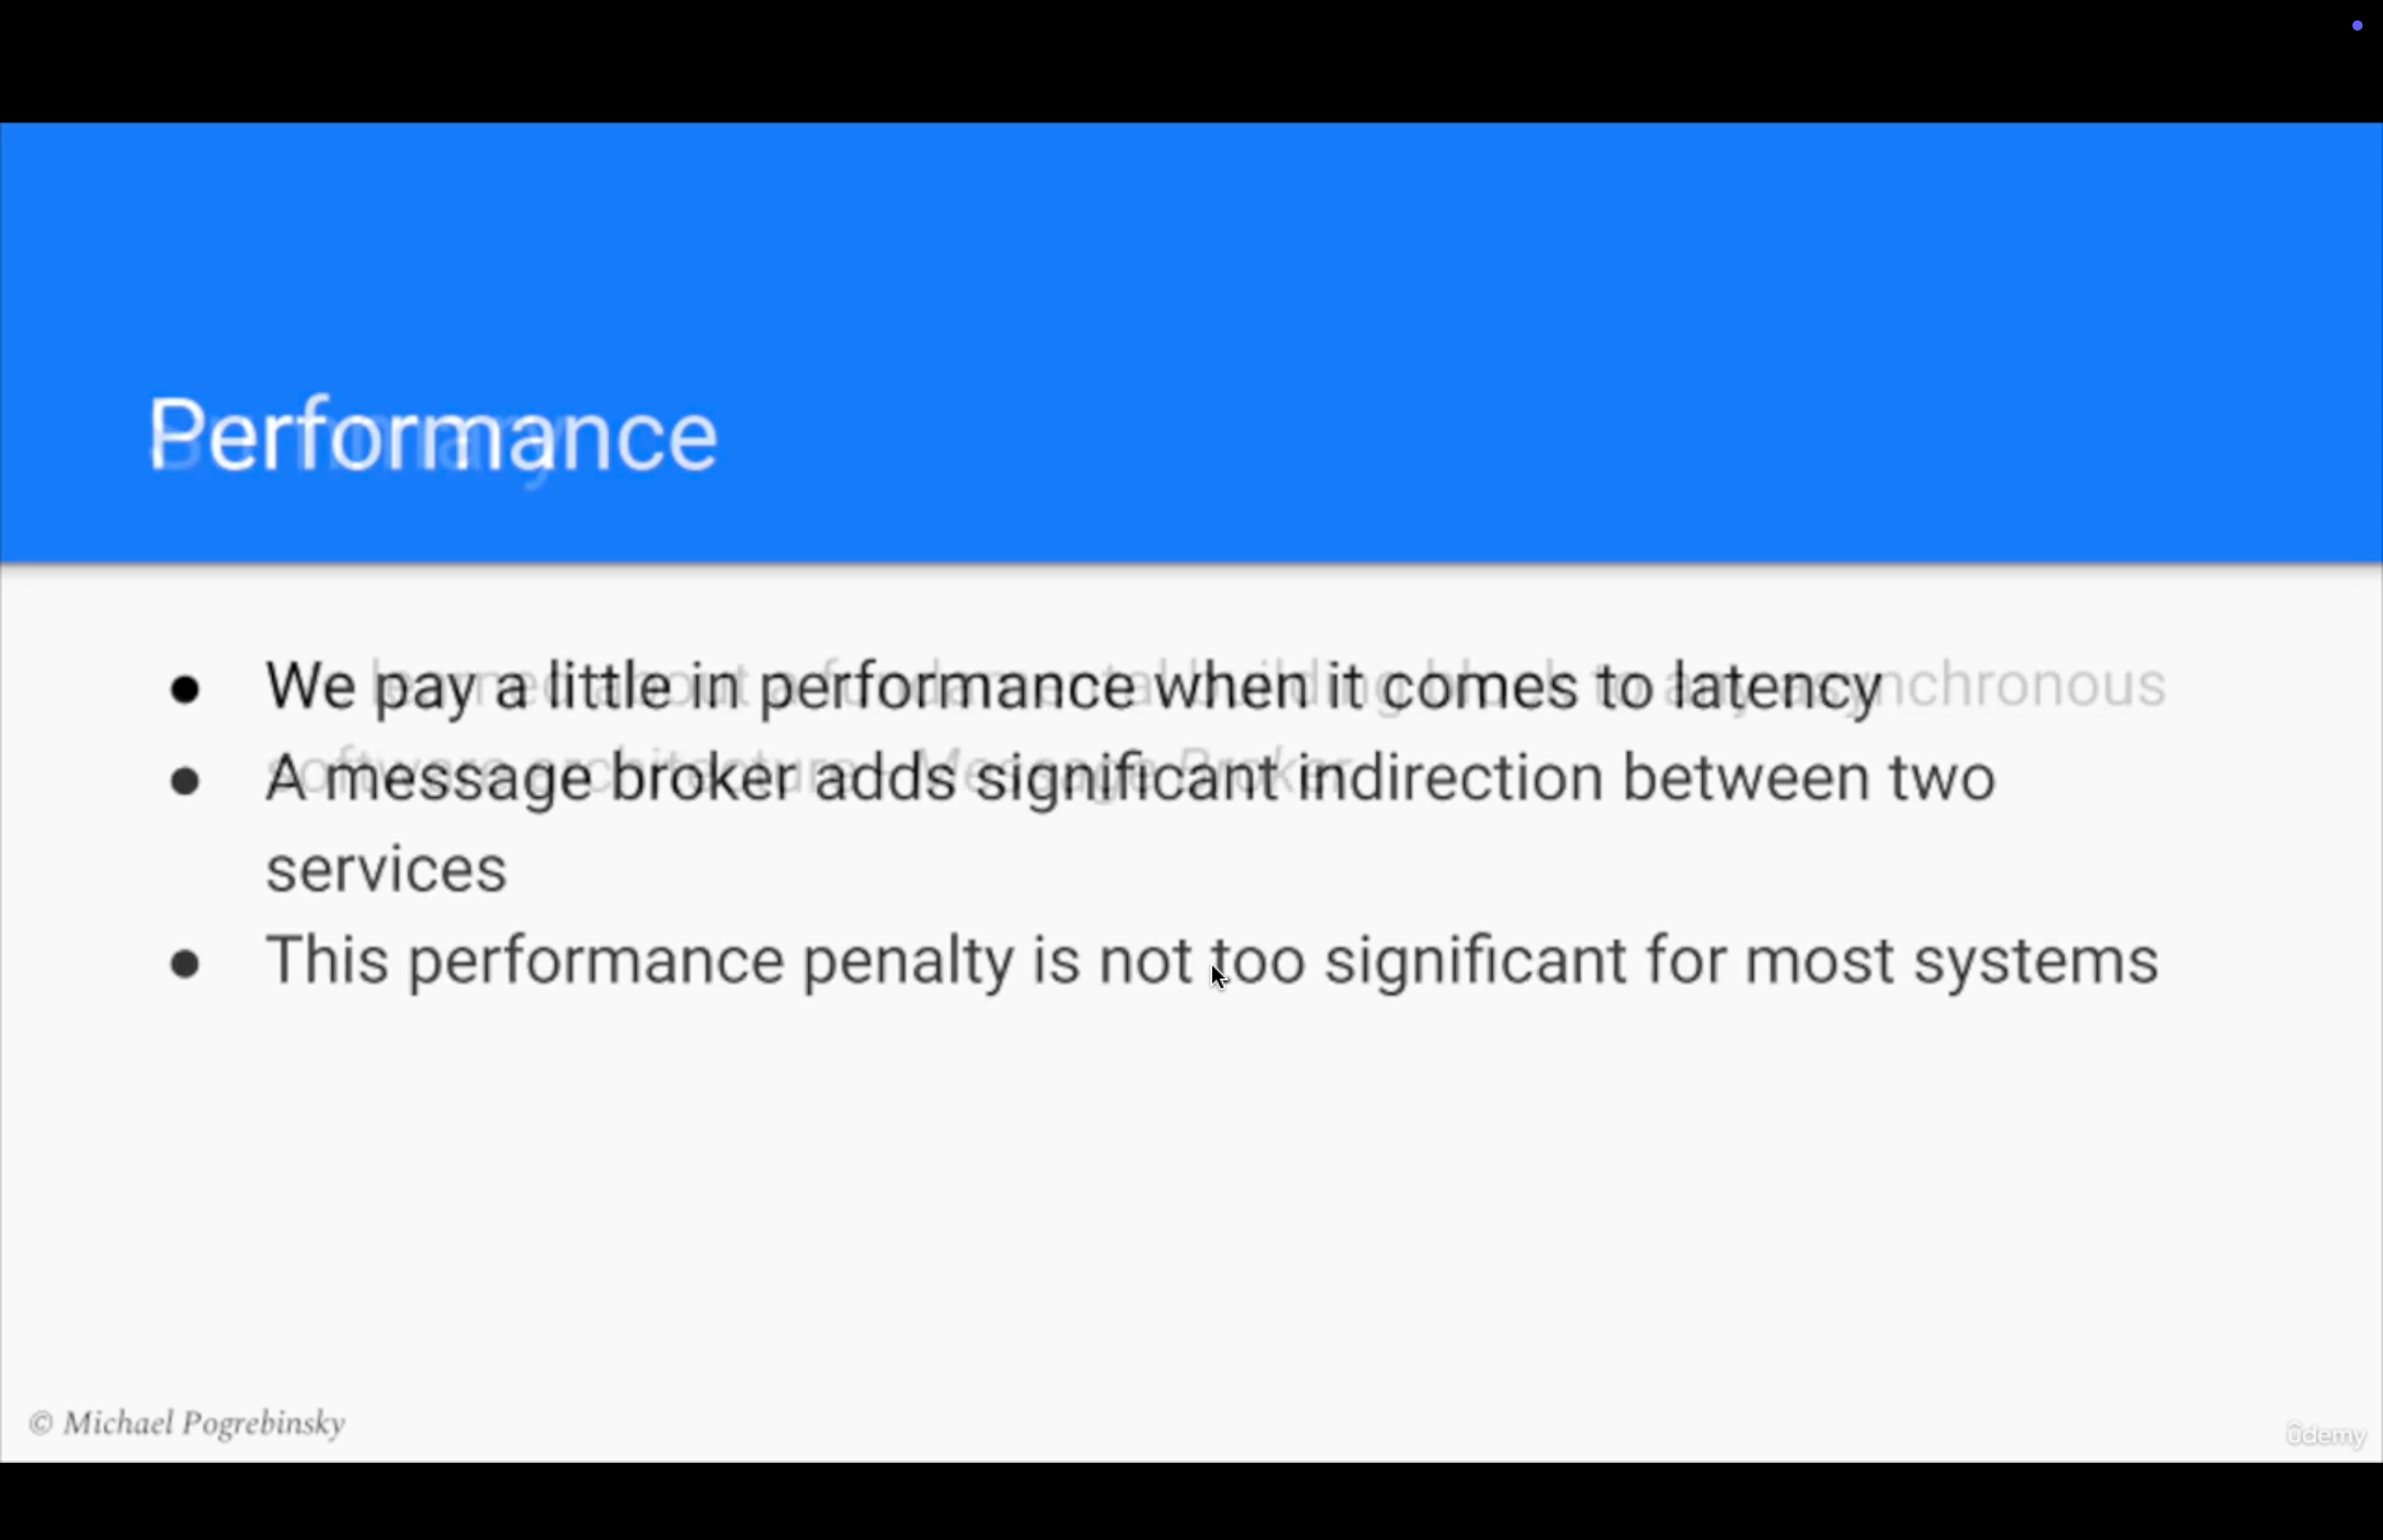 Performance
● We pay a little in performance when it comes to latency
● A message broker adds significant indirection between two
services
● This performance penalty is not too significant for most systems
© Michael Pogrebinsky
ûdemy